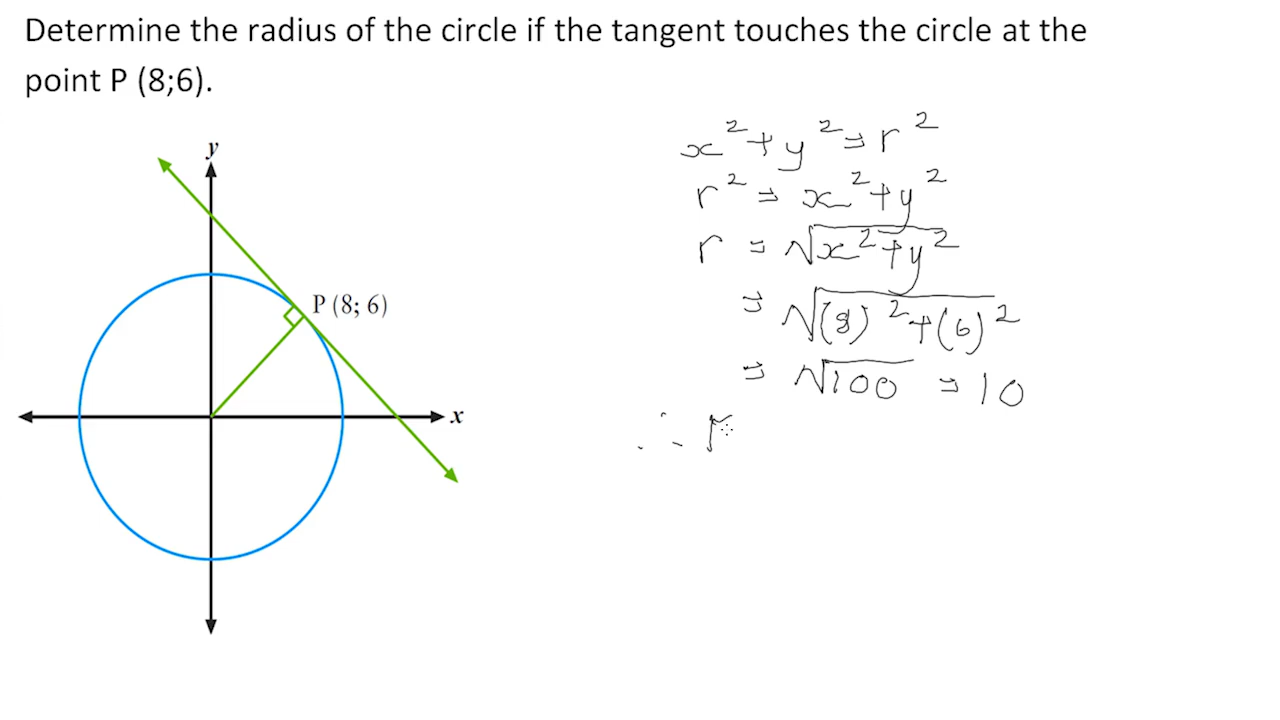 Determine the radius of the circle if the tangent touches the circle at the
point P (8;6).
y
P (8; 6)
x
x²+y²=r²
r²=x²+y²
r=√x²+y²
=√(8)²+(6)²
=√100=10
∴ r